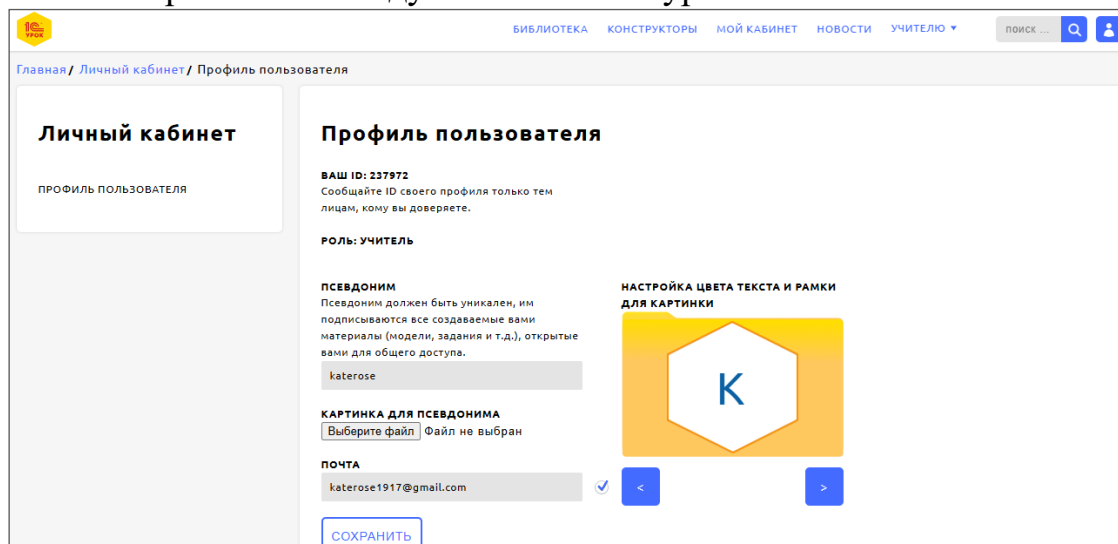 1С
УРОК
БИБЛИОТЕКА КОНСТРУКТОРЫ МОЙ КАБИНЕТ НОВОСТИ УЧИТЕЛЮ ▼ поиск ...
Главная / Личный кабинет / Профиль пользователя
Личный кабинет
ПРОФИЛЬ ПОЛЬЗОВАТЕЛЯ
Профиль пользователя
ВАШ ID: 237972
Сообщайте ID своего профиля только тем
лицам, кому вы доверяете.
РОЛЬ: УЧИТЕЛЬ
ПСЕВДОНИМ
Псевдоним должен быть уникален, им
подписываются все создаваемые вами
материалы (модели, задания и т.д.), открытые
вами для общего доступа.
katerose
КАРТИНКА ДЛЯ ПСЕВДОНИМА
Выберите файл Файл не выбран
ПОЧТА
katerose1917@gmail.com
СОХРАНИТЬ
НАСТРОЙКА ЦВЕТА ТЕКСТА И РАМКИ
ДЛЯ КАРТИНКИ
K
< >